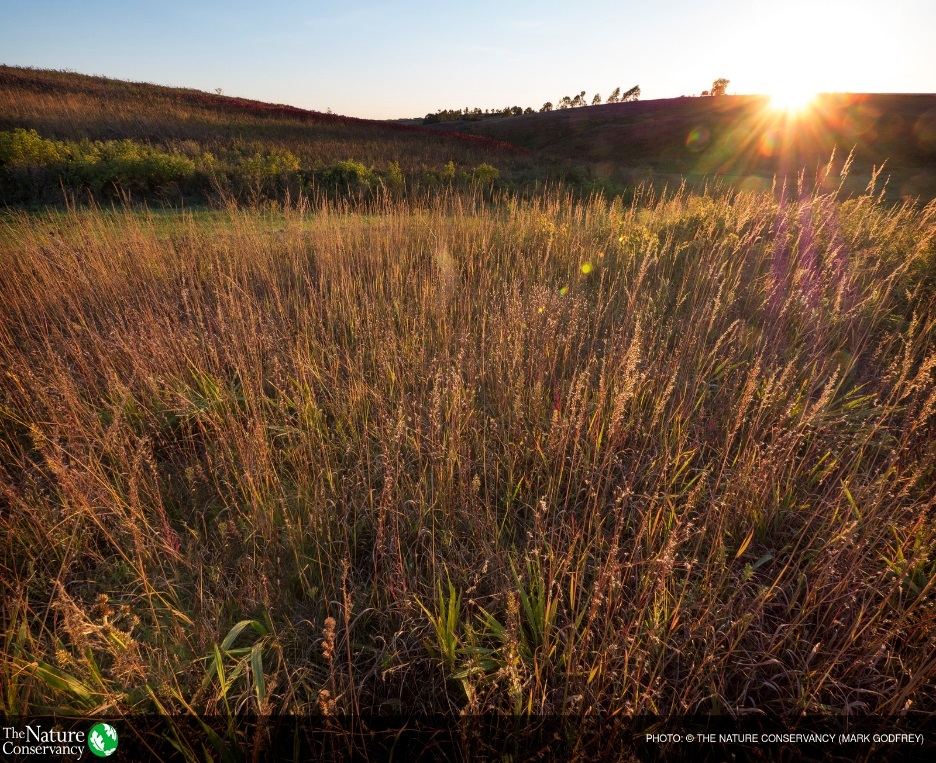 The Nature
Conservancy
PHOTO: © THE NATURE CONSERVANCY (MARK GODFREY)